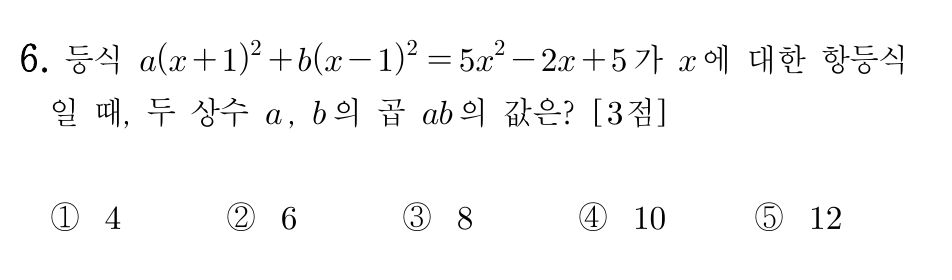 6. 등식 a(x+1)²+b(x-1)²=5x²-2x+5가 x에 대한 항등식
일 때, 두 상수 a, b의 곱 ab의 값은? [3점]
① 4 ② 6 ③ 8 ④ 10 ⑤ 12